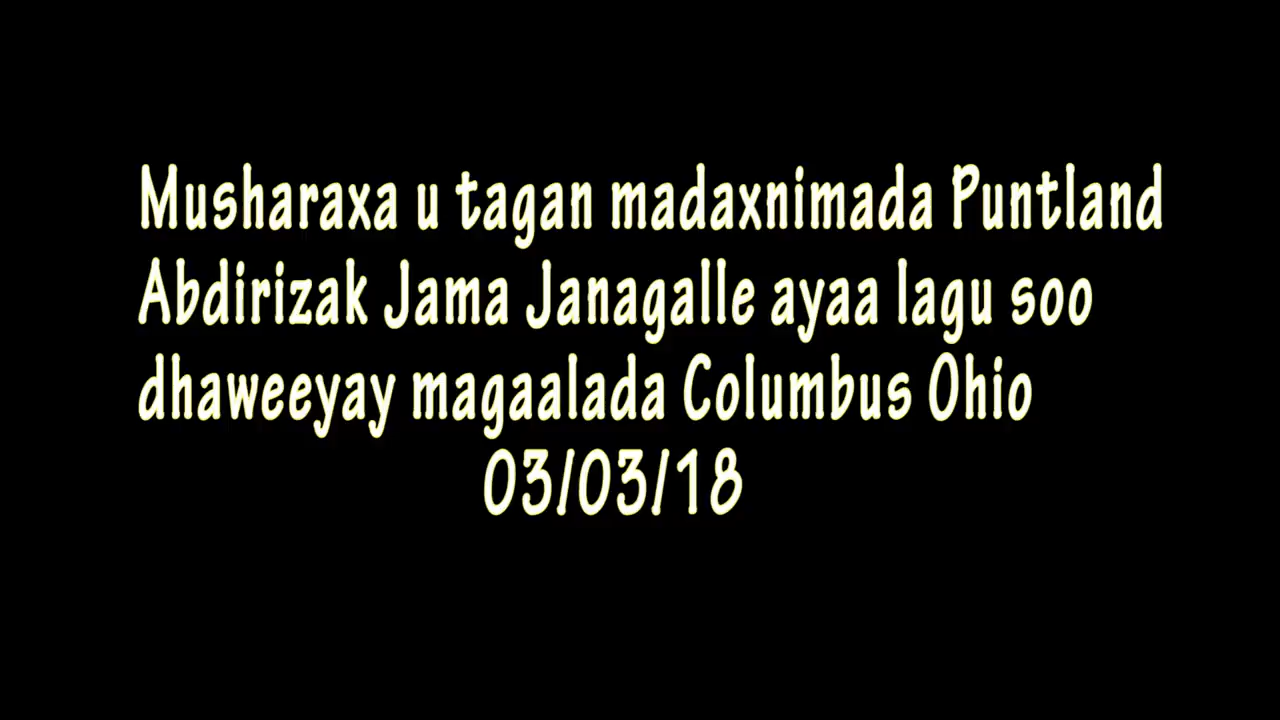 Musharaxa u tagan madaxnimada Puntland
Abdirizak Jama Janagalle ayaa lagu soo
dhaweeyay magaalada Columbus Ohio
03/03/18